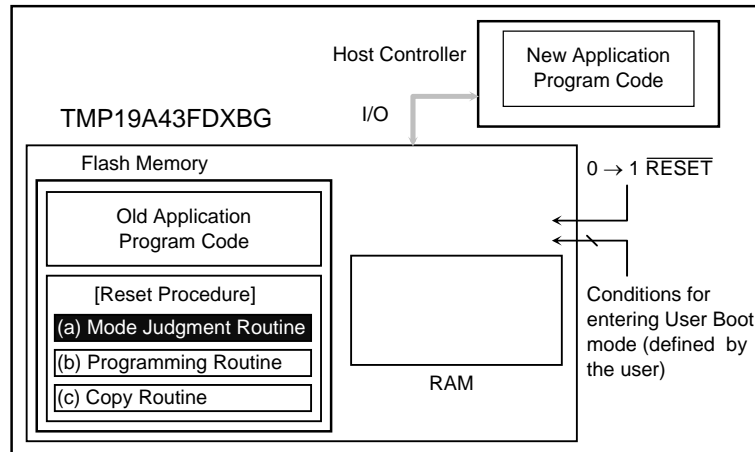 Host Controller
New Application
Program Code
TMP19A43FDXBG
I/O
Flash Memory
0 → 1 RESET
Old Application
Program Code
[Reset Procedure]
(a) Mode Judgment Routine
(b) Programming Routine
(c) Copy Routine
RAM
Conditions for
entering User Boot
mode (defined by
the user)